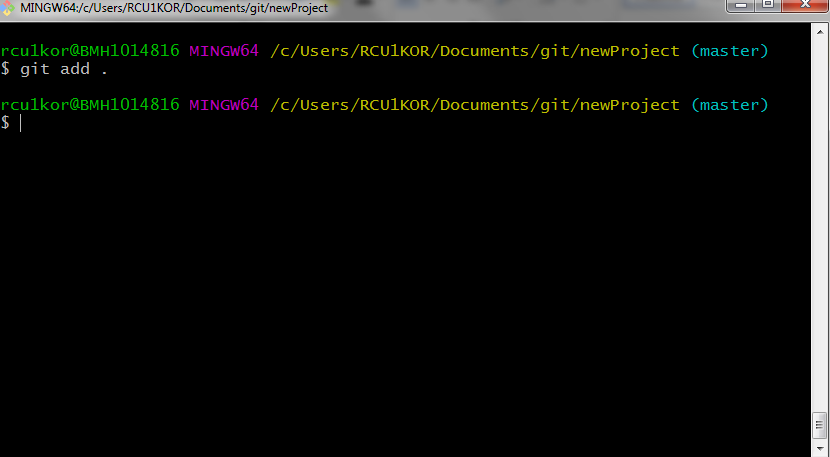 MINGW64:/c/Users/RCU1KOR/Documents/git/newProject
rcu1kor@BMH1014816 MINGW64 /c/Users/RCU1KOR/Documents/git/newProject (master)
$ git add .
rcu1kor@BMH1014816 MINGW64 /c/Users/RCU1KOR/Documents/git/newProject (master)
$